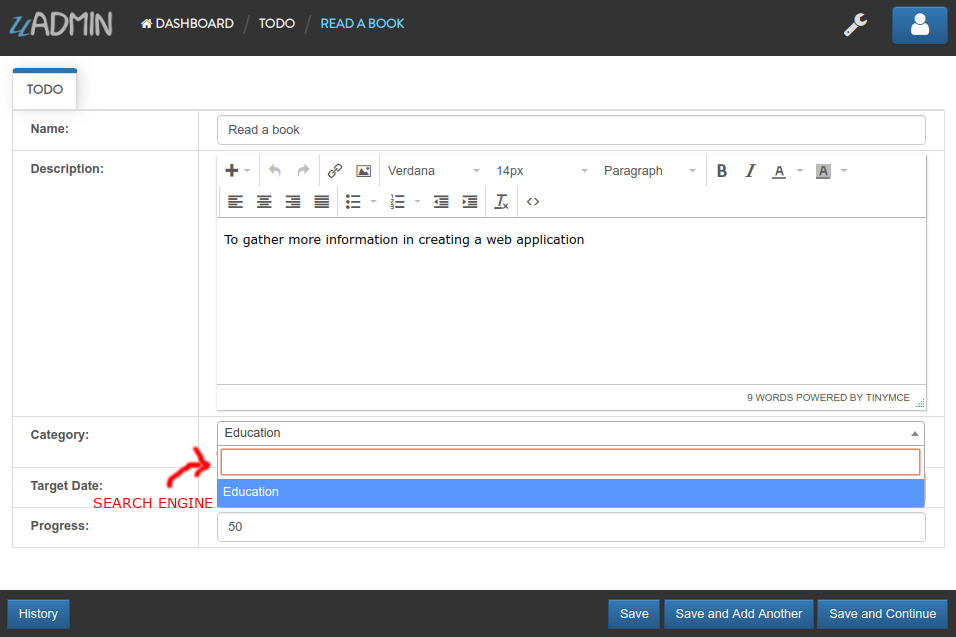 uADMIN DASHBOARD / TODO / READ A BOOK
TODO
Name: Read a book
Description:
Verdana 14px Paragraph B I A A
To gather more information in creating a web application
9 WORDS POWERED BY TINYMCE
Category: Education
Target Date:
SEARCH ENGINE
Education
Progress: 50
History Save Save and Add Another Save and Continue